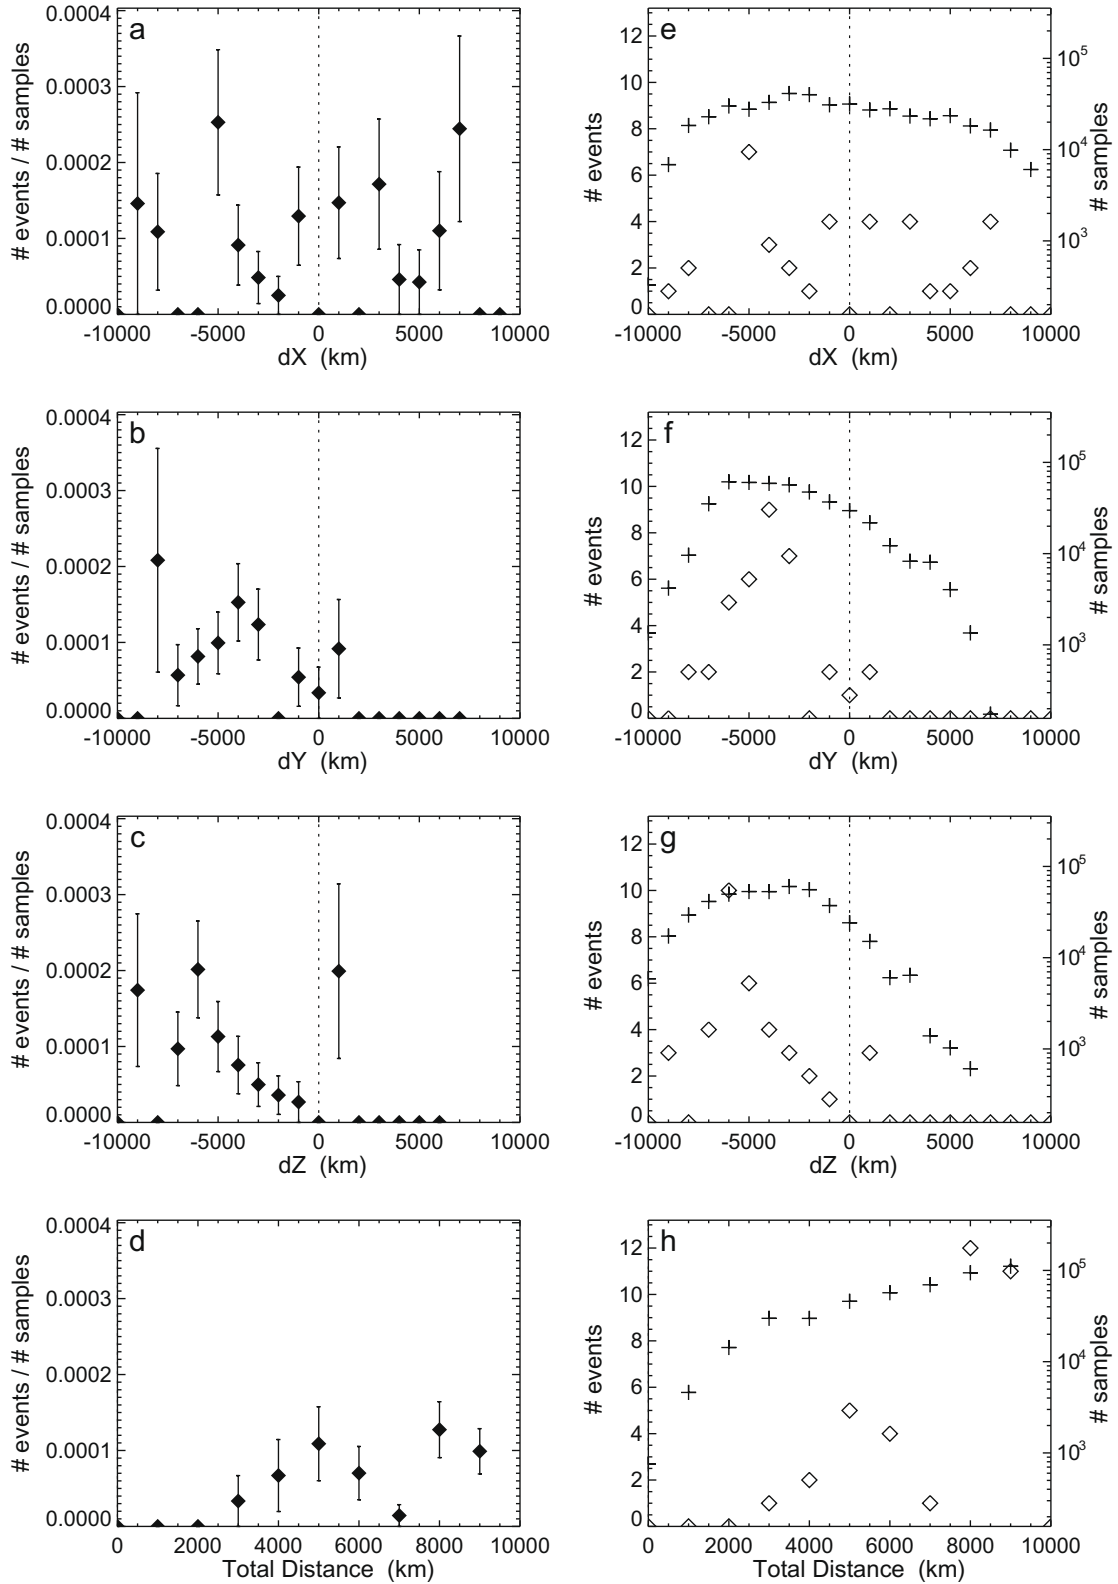 a
# events / # samples
0.0004
0.0003
0.0002
0.0001
0.0000
-10000 -5000 0 5000 10000
dX (km)
e
# events
12
10
8
6
4
2
0
10^5
10^4
10^3
# samples
-10000 -5000 0 5000 10000
dX (km)
b
# events / # samples
0.0004
0.0003
0.0002
0.0001
0.0000
-10000 -5000 0 5000 10000
dY (km)
f
# events
12
10
8
6
4
2
0
10^5
10^4
10^3
# samples
-10000 -5000 0 5000 10000
dY (km)
c
# events / # samples
0.0004
0.0003
0.0002
0.0001
0.0000
-10000 -5000 0 5000 10000
dZ (km)
g
# events
12
10
8
6
4
2
0
10^5
10^4
10^3
# samples
-10000 -5000 0 5000 10000
dZ (km)
d
# events / # samples
0.0004
0.0003
0.0002
0.0001
0.0000
0 2000 4000 6000 8000 10000
Total Distance (km)
h
# events
12
10
8
6
4
2
0
10^5
10^4
10^3
# samples
0 2000 4000 6000 8000 10000
Total Distance (km)